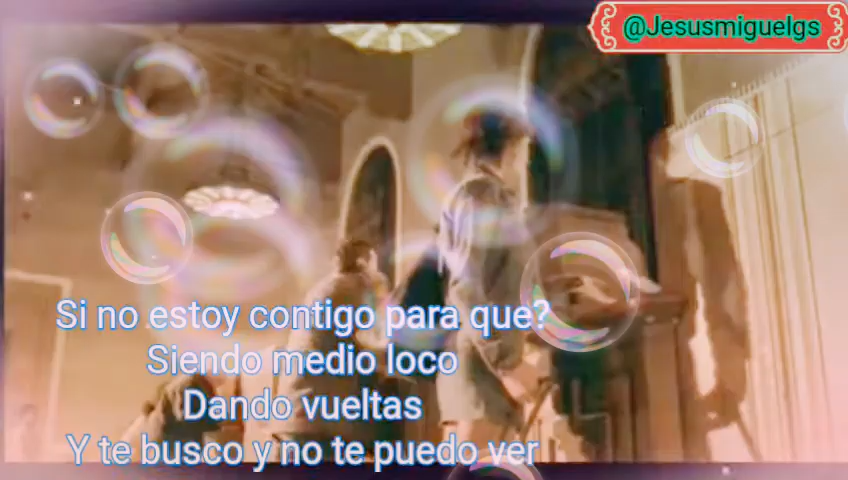 @Jesusmiguelgs
Si no estoy contigo para que?
Siendo medio loco
Dando vueltas
Y te busco y no te puedo ver